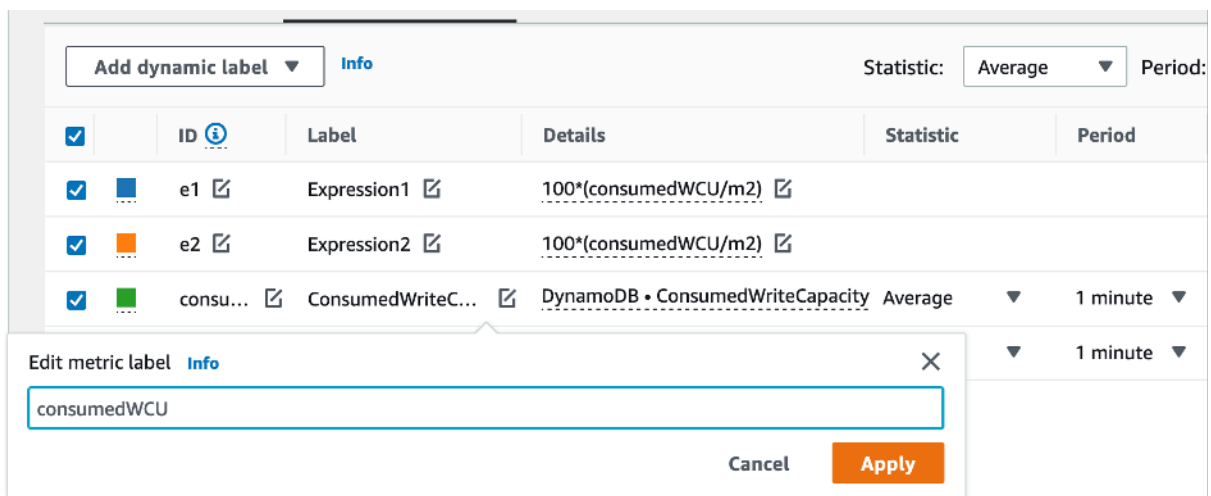 Add dynamic label ▼ Info Statistic: Average ▼ Period:
ID Label Details Statistic Period
e1 Expression1 100*(consumedWCU/m2)
e2 Expression2 100*(consumedWCU/m2)
consu... ConsumedWriteC... DynamoDB • ConsumedWriteCapacity Average ▼ 1 minute ▼
▼ 1 minute ▼
Edit metric label Info
consumedWCU
Cancel Apply